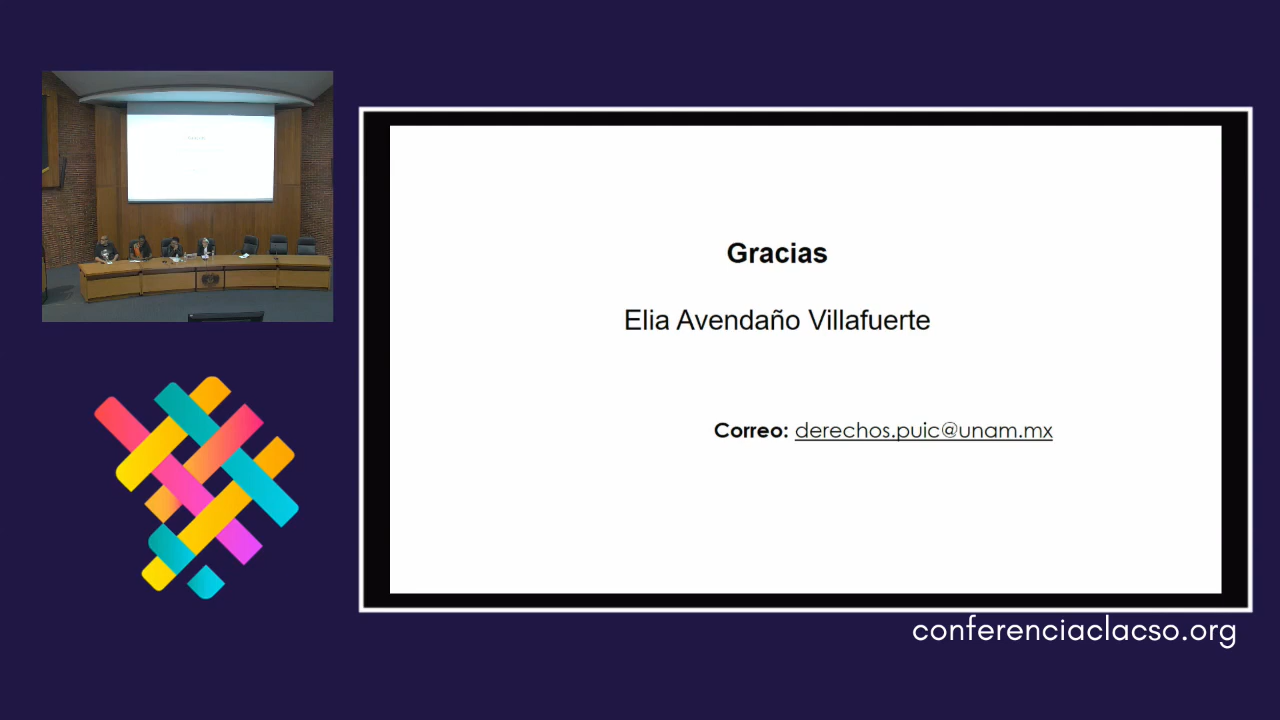 Gracias
Elia Avendaño Villafuerte
Correo: derechos.puic@unam.mx
conferenciaclacso.org